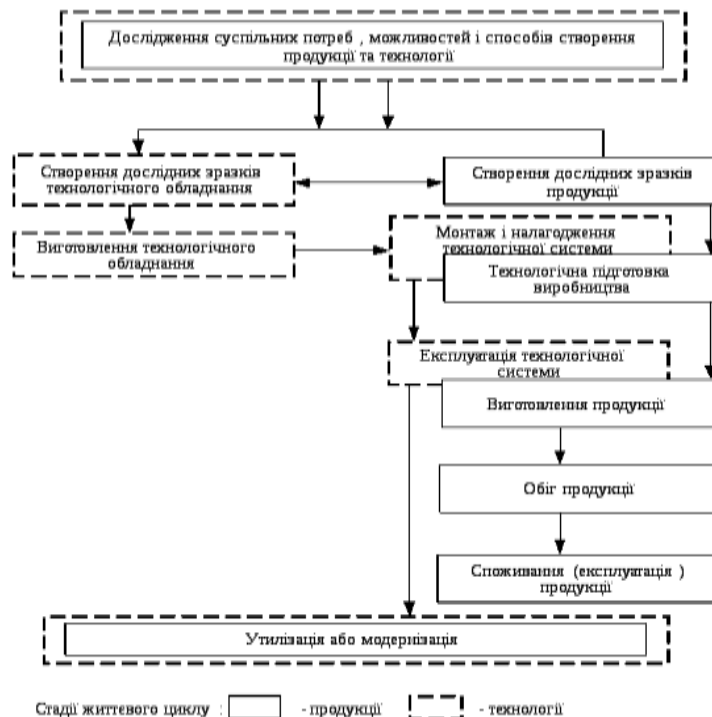 Дослідження суспільних потреб , можливостей і способів створення
продукції та технології
Створення дослідних зразків
технологічного обладнання
Створення дослідних зразків
продукції
Виготовлення технологічного
обладнання
Монтаж і налагодження
технологічної системи
Технологічна підготовка
виробництва
Експлуатація технологічної
системи
Виготовлення продукції
Обіг продукції
Споживання (експлуатація )
продукції
Утилізація або модернізація
Стадії життєвого циклу : - продукції - технології